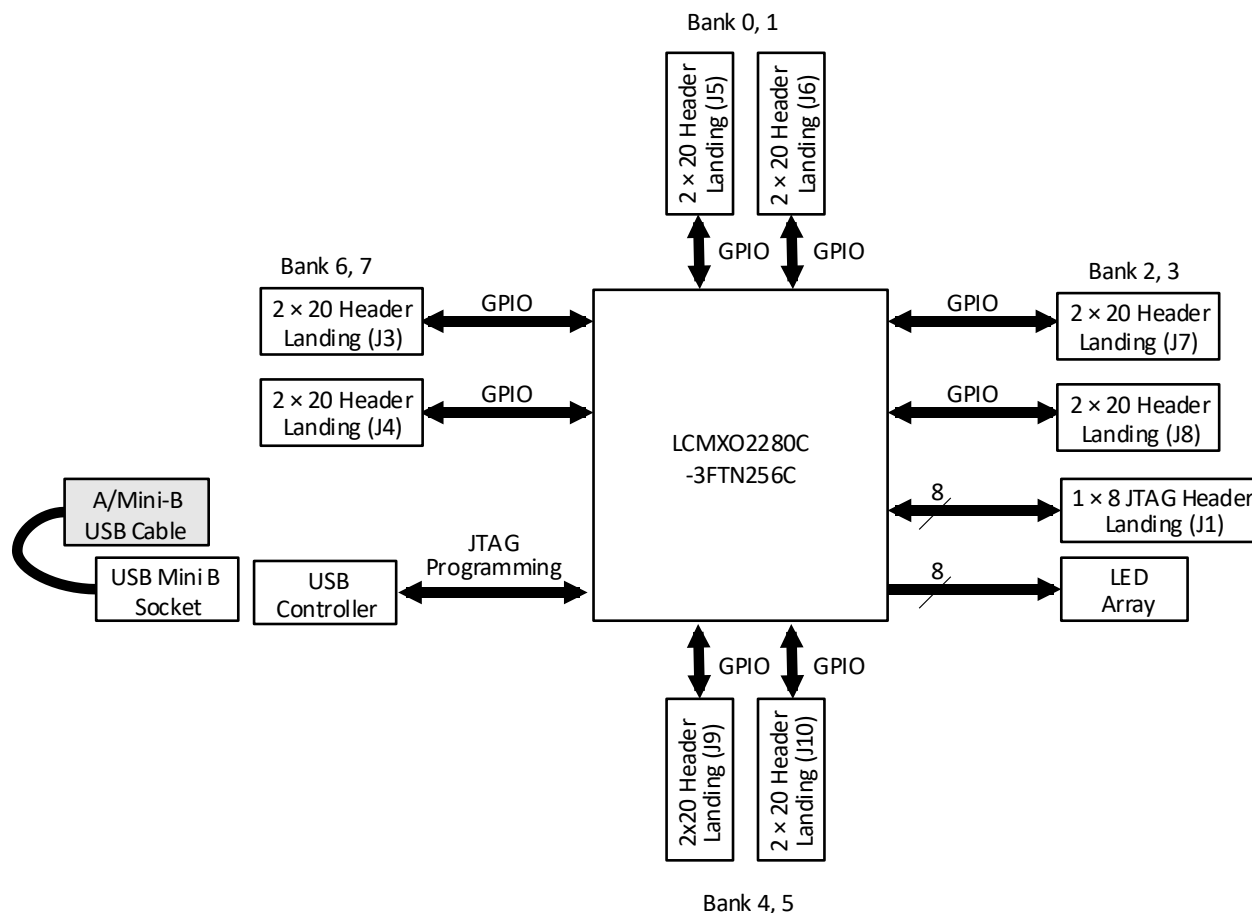 Bank 0, 1
2 × 20 Header
Landing (J5)
2 × 20 Header
Landing (J6)
GPIO
GPIO
Bank 6, 7
2 × 20 Header
Landing (J3)
GPIO
2 × 20 Header
Landing (J4)
GPIO
Bank 2, 3
GPIO
2 × 20 Header
Landing (J7)
GPIO
2 × 20 Header
Landing (J8)
LCMXO2280C
-3FTN256C
8
1 × 8 JTAG Header
Landing (J1)
8
LED
Array
A/Mini-B
USB Cable
USB Mini B
Socket
USB
Controller
JTAG
Programming
GPIO
GPIO
2x20 Header
Landing (J9)
2 × 20 Header
Landing (J10)
Bank 4, 5